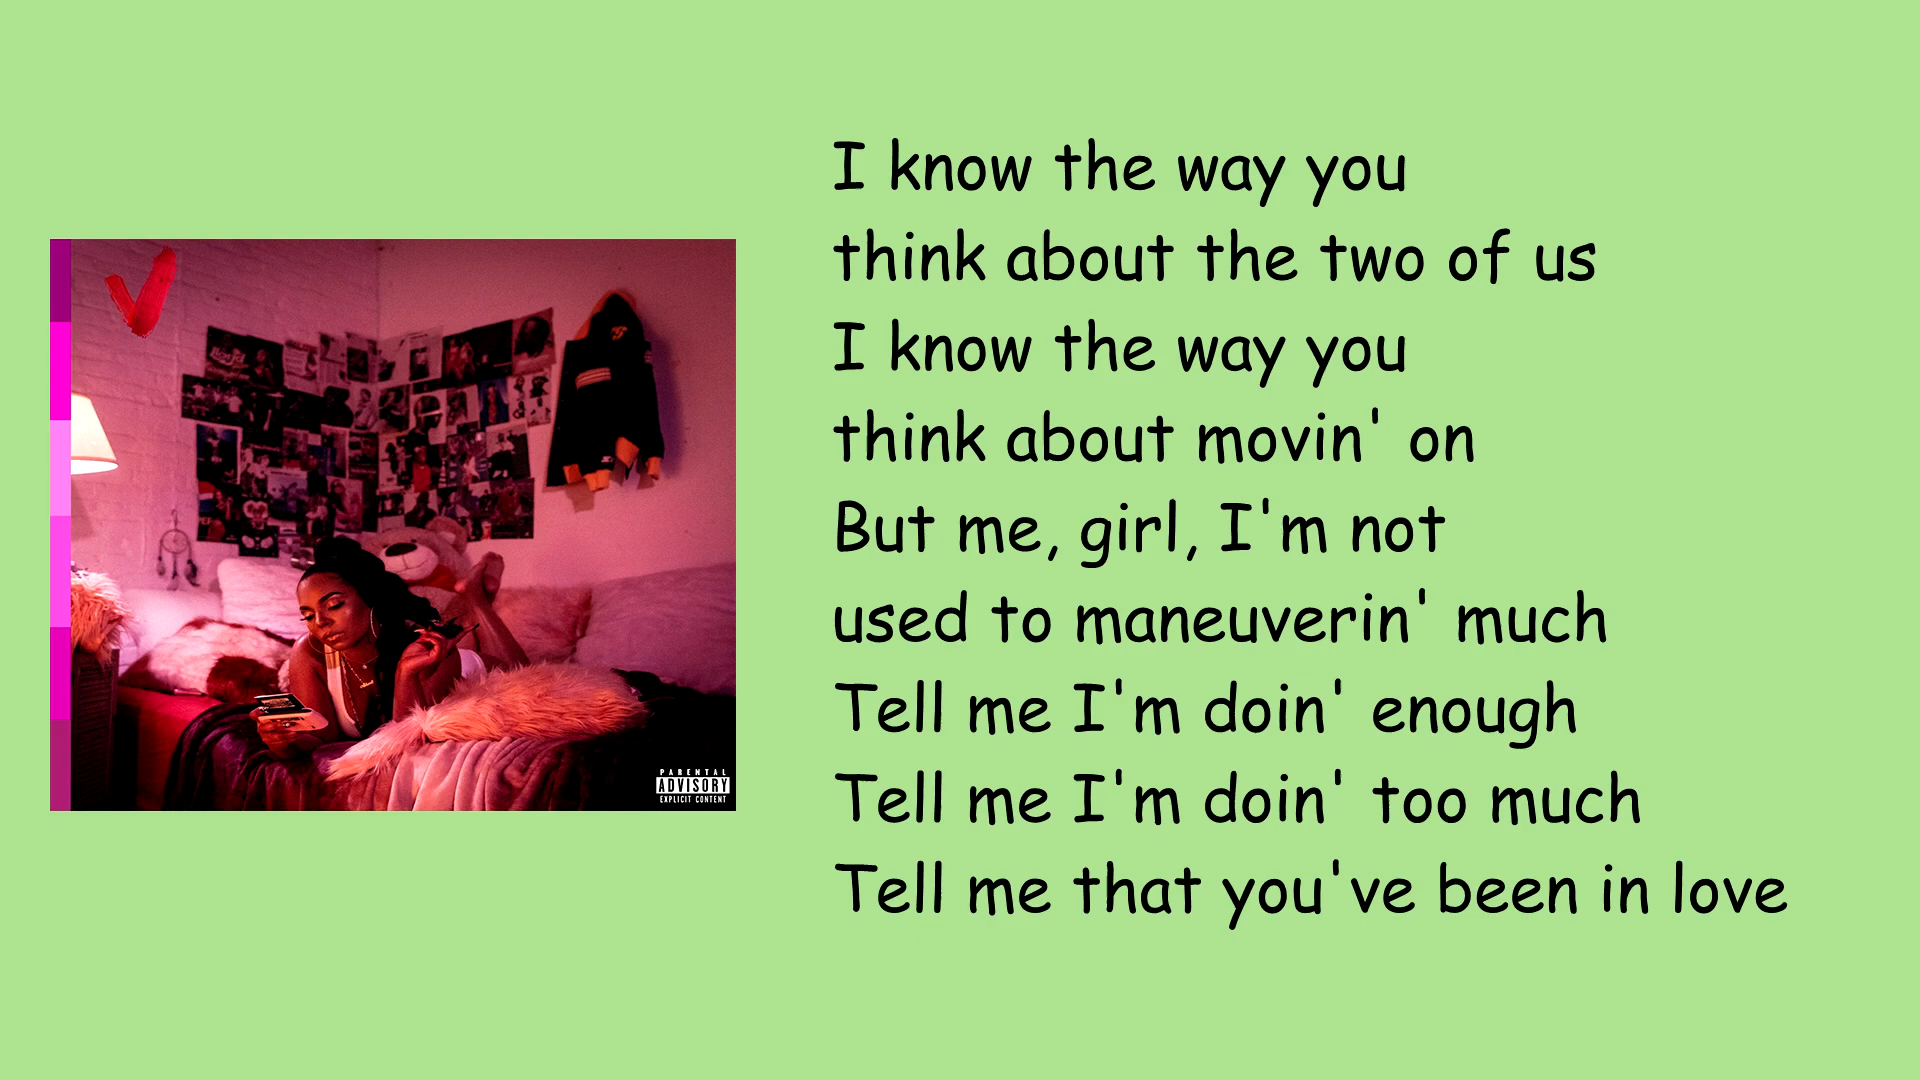 I know the way you
think about the two of us
I know the way you
think about movin' on
But me, girl, I'm not
used to maneuverin' much
Tell me I'm doin' enough
Tell me I'm doin' too much
Tell me that you've been in love
PARENTAL
ADVISORY
EXPLICIT CONTENT